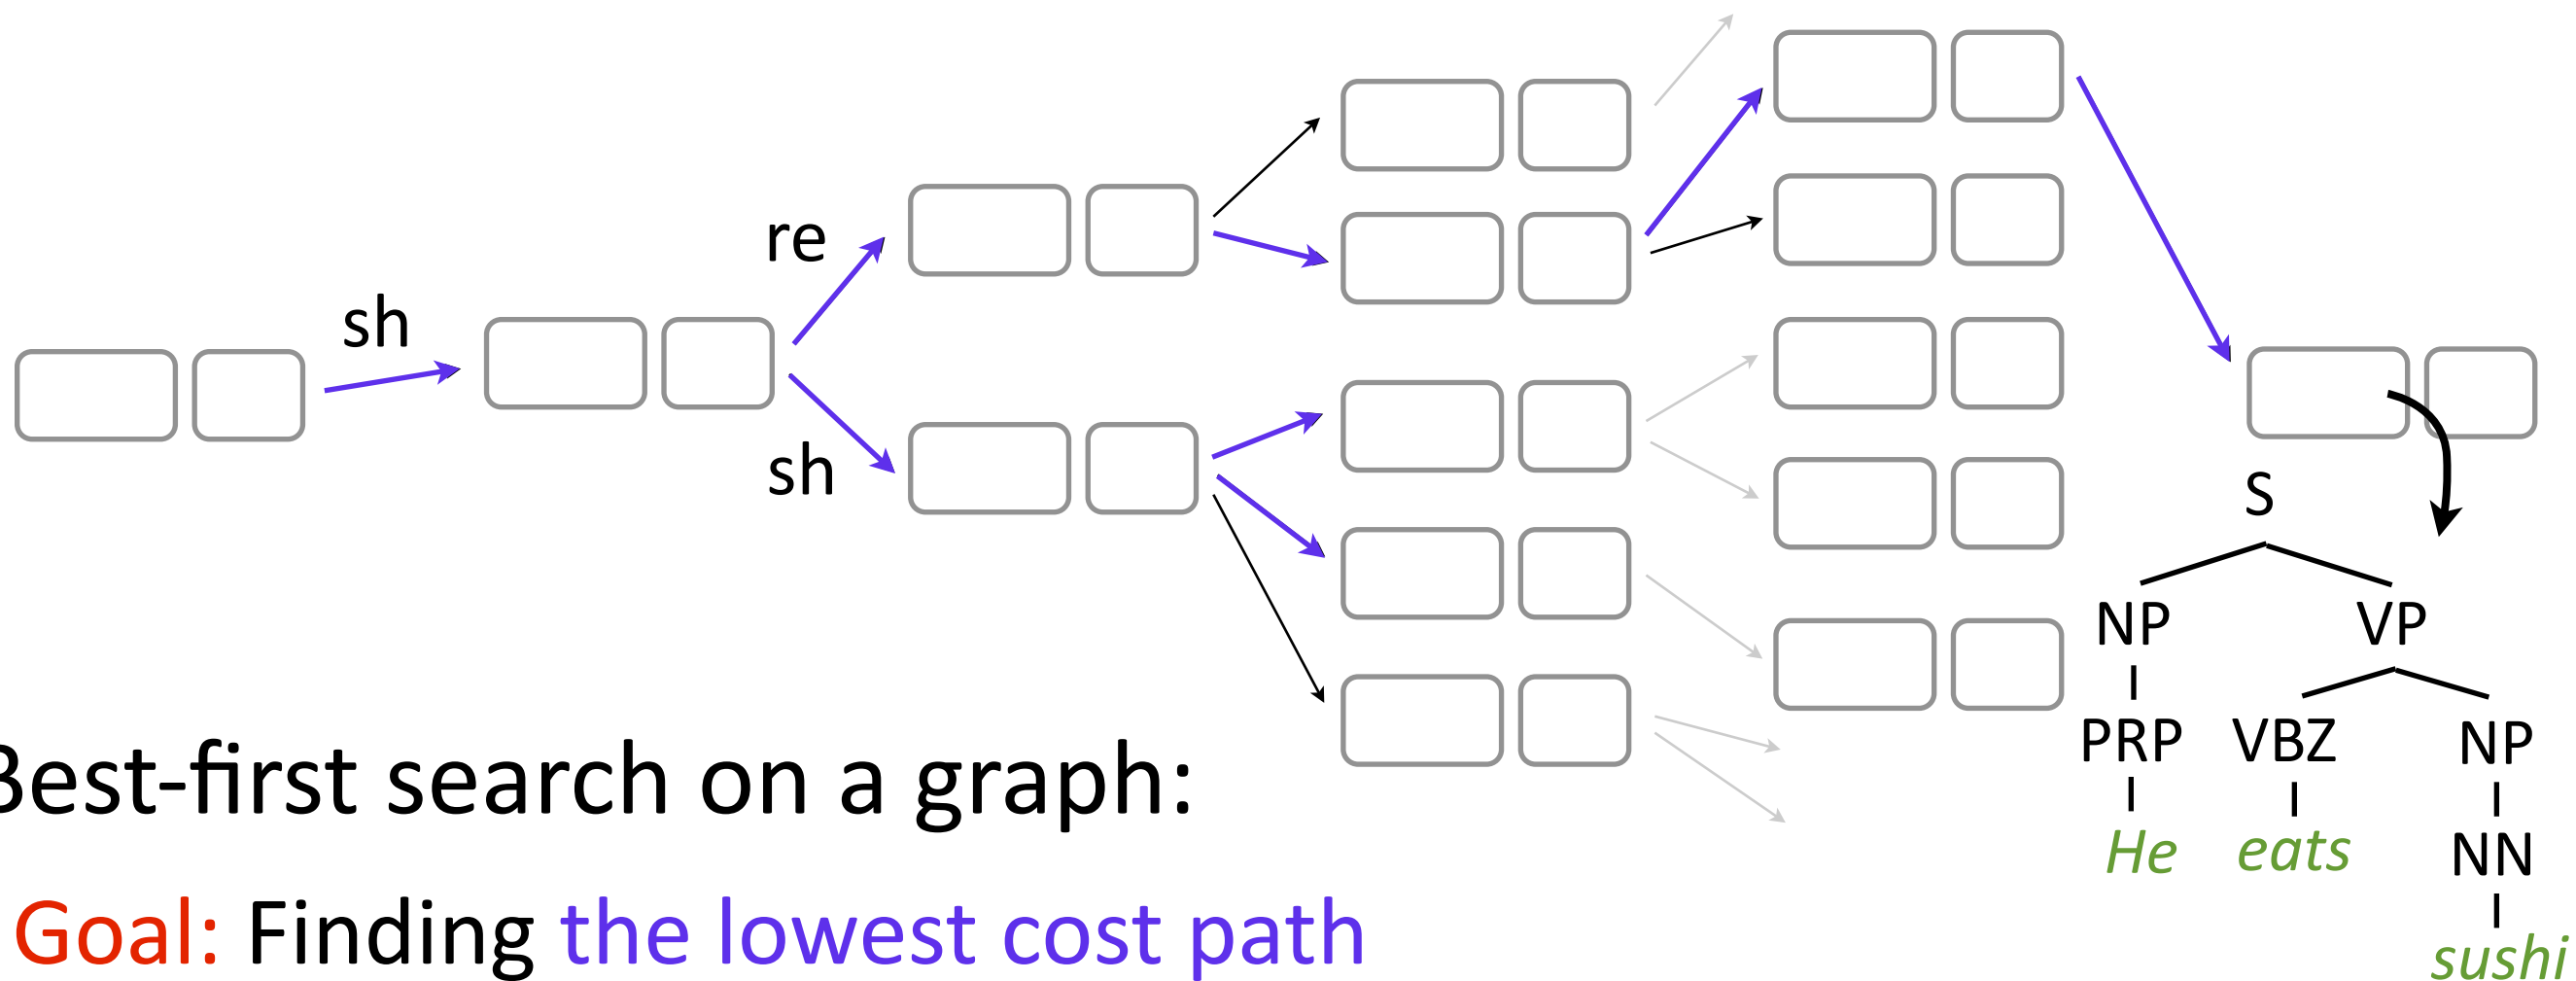 sh
re
sh
S
NP VP
PRP VBZ NP
He eats NN
sushi
Best-first search on a graph:
Goal: Finding the lowest cost path